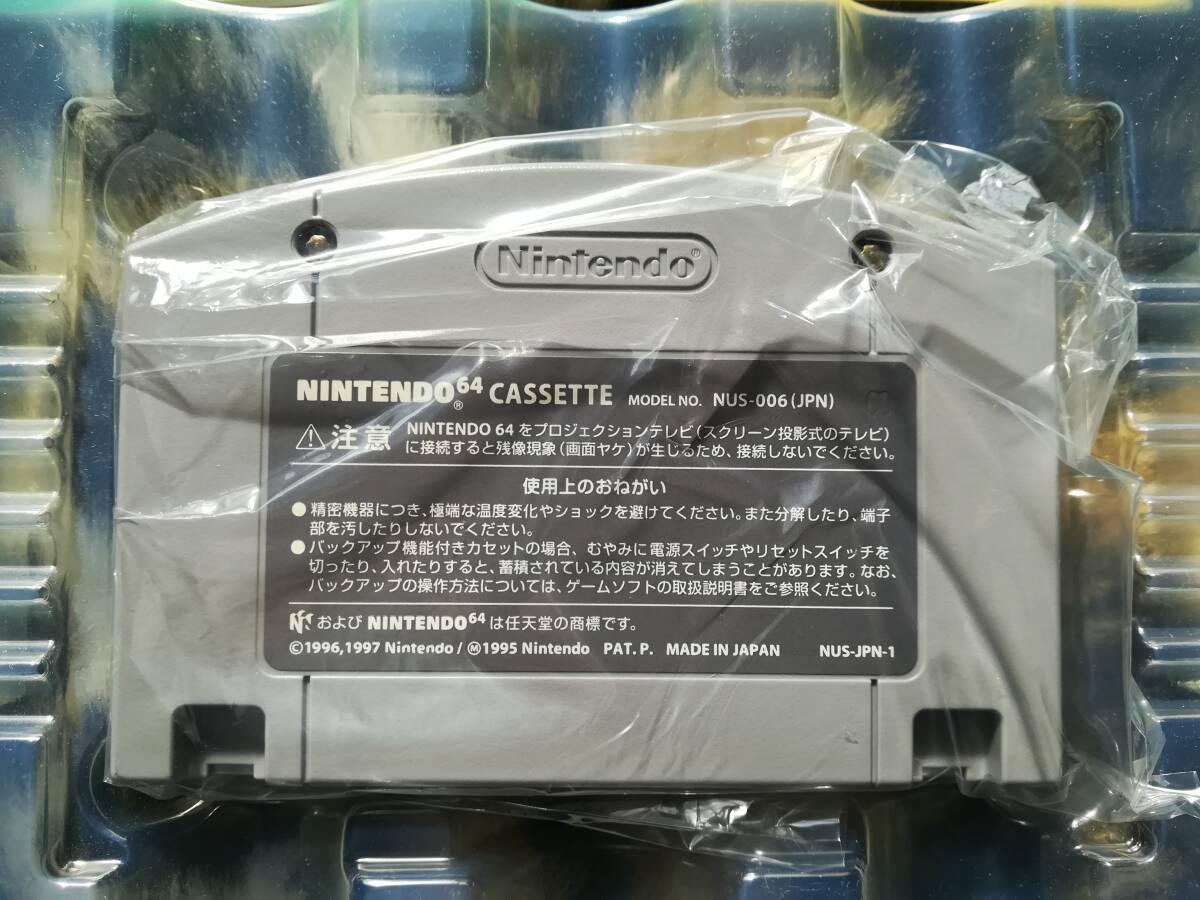 Nintendo®
NINTENDO®64 CASSETTE MODEL NO. NUS-006(JPN)
⚠注意 NINTENDO 64をプロジェクションテレビ(スクリーン投影式のテレビ)
に接続すると残像現象(画面ヤケ)が生じるため、接続しないでください。
使用上のおねがい
●精密機器につき、極端な温度変化やショックを避けてください。また分解したり、端子
部を汚したりしないでください。
●バックアップ機能付きカセットの場合、むやみに電源スイッチやリセットスイッチを
切ったり、入れたりすると、蓄積されている内容が消えてしまうことがあります。なお、
バックアップの操作方法については、ゲームソフトの取扱説明書をご参照ください。
および NINTENDO64は任天堂の商標です。
©1996,1997 Nintendo/Ⓜ1995 Nintendo PAT. P. MADE IN JAPAN NUS-JPN-1